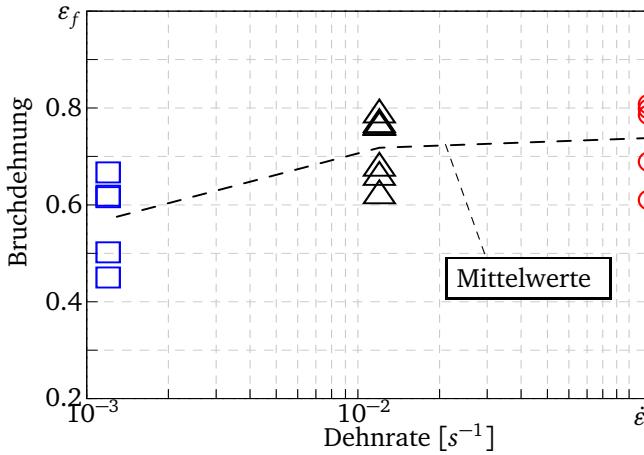 ε_f
0.8
0.6
0.4
0.2
Bruchdehnung
Mittelwerte
10⁻³
10⁻²
ε̇
Dehnrate [s⁻¹]